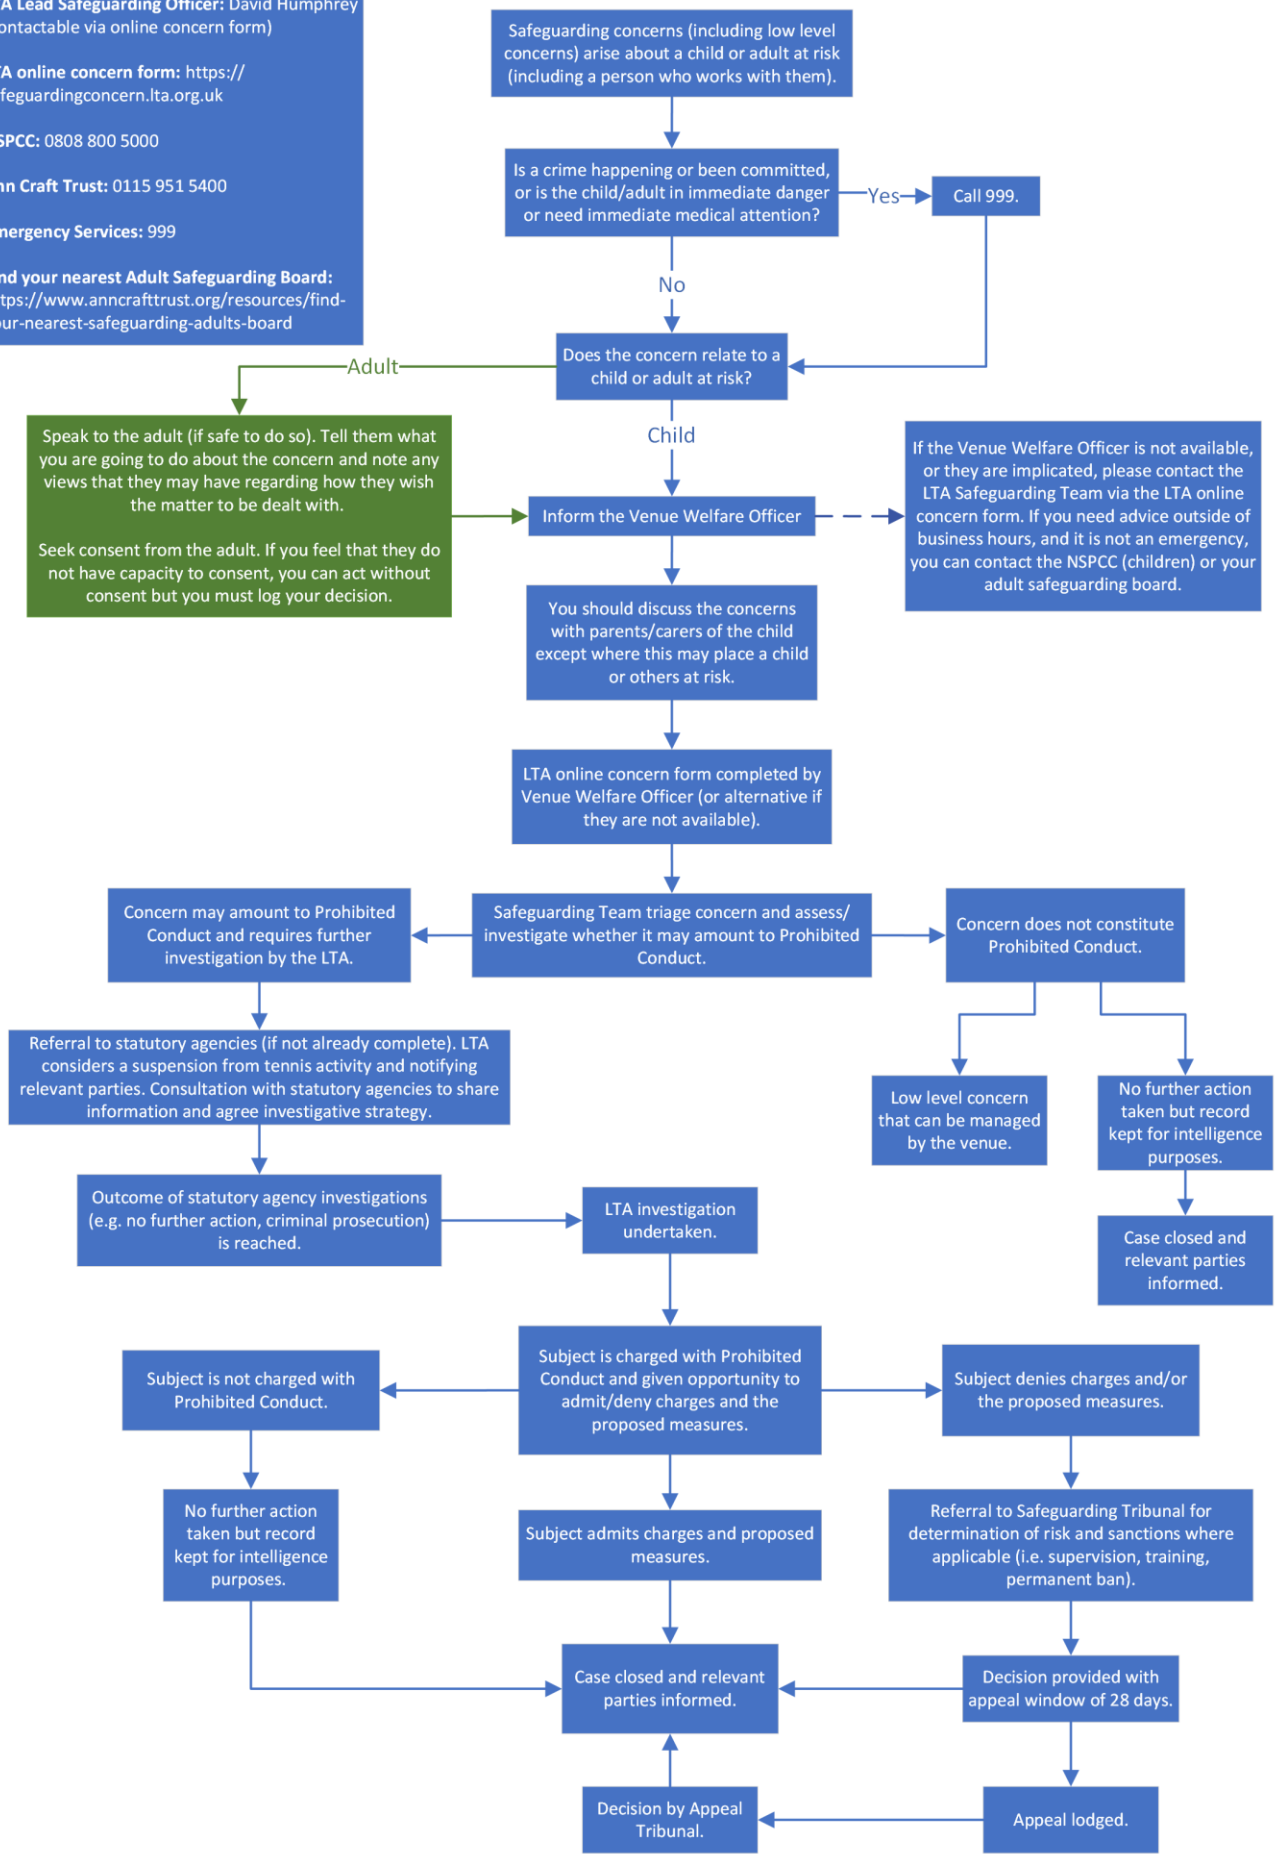 Lead Safeguarding Officer: David Humphrey
via online concern form)
online concern form: https://
0808 800 5000
Craft Trust: 0115 951 5400
Services: 999
your nearest Adult Safeguarding Board:
Safeguarding concerns (including low level
concerns) arise about a child or adult at risk
(including a person who works with them).
Is a crime happening or been committed,
or is the child/adult in immediate danger
or need immediate medical attention?
Yes
Call 999.
No
Does the concern relate to a
child or adult at risk?
Adult
Child
Speak to the adult (if safe to do so). Tell them what
you are going to do about the concern and note any
views that they may have regarding how they wish
the matter to be dealt with.
Seek consent from the adult. If you feel that they do
not have capacity to consent, you can act without
consent but you must log your decision.
Inform the Venue Welfare Officer
If the Venue Welfare Officer is not available,
or they are implicated, please contact the
LTA Safeguarding Team via the LTA online
concern form. If you need advice outside of
business hours, and it is not an emergency,
you can contact the NSPCC (children) or your
adult safeguarding board.
You should discuss the concerns
with parents/carers of the child
except where this may place a child
or others at risk.
LTA online concern form completed by
Venue Welfare Officer (or alternative if
they are not available).
Concern may amount to Prohibited
Conduct and requires further
investigation by the LTA.
Safeguarding Team triage concern and assess/
investigate whether it may amount to Prohibited
Conduct.
Concern does not constitute
Prohibited Conduct.
Referral to statutory agencies (if not already complete). LTA
considers a suspension from tennis activity and notifying
relevant parties. Consultation with statutory agencies to share
information and agree investigative strategy.
Low level concern
that can be managed
by the venue.
No further action
taken but record
kept for intelligence
purposes.
Outcome of statutory agency investigations
(e.g. no further action, criminal prosecution)
is reached.
LTA investigation
undertaken.
Case closed and
relevant parties
informed.
Subject is not charged with
Prohibited Conduct.
Subject is charged with Prohibited
Conduct and given opportunity to
admit/deny charges and the
proposed measures.
Subject denies charges and/or
the proposed measures.
No further action
taken but record
kept for intelligence
purposes.
Subject admits charges and proposed
measures.
Referral to Safeguarding Tribunal for
determination of risk and sanctions where
applicable (i.e. supervision, training,
permanent ban).
Case closed and relevant
parties informed.
Decision provided with
appeal window of 28 days.
Decision by Appeal
Tribunal.
Appeal lodged.